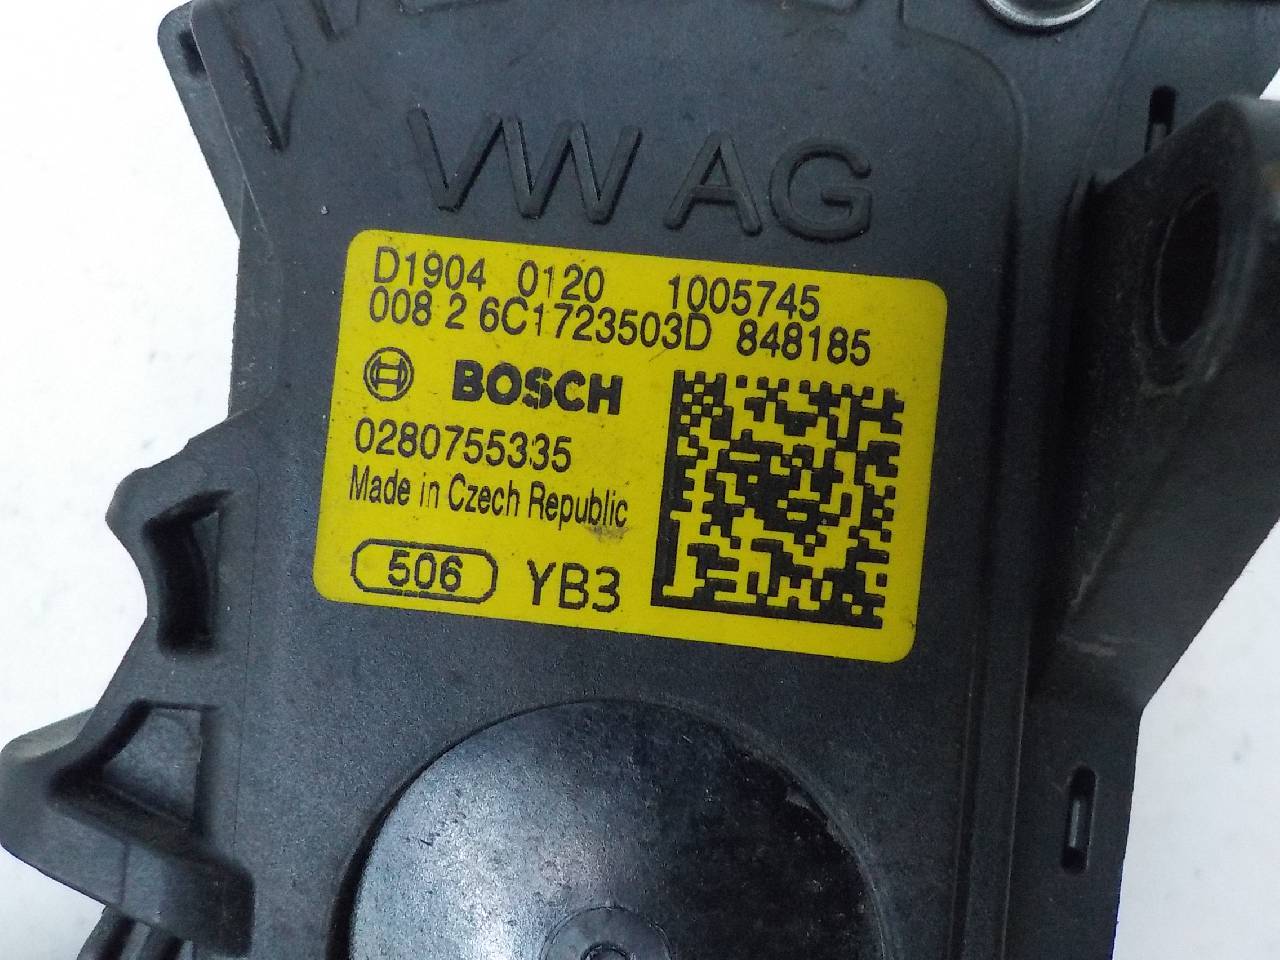 VW AG
D1904 0120 1005745
008 2 6C1723503D 848185
BOSCH
0280755335
Made in Czech Republic
506 YB3